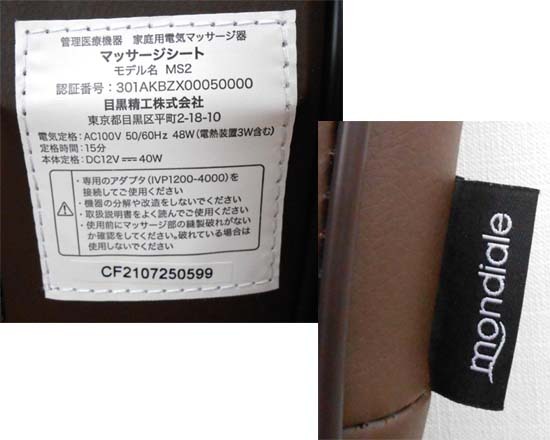 管理医療機器 家庭用電気マッサージ器
マッサージシート
モデル名 MS2
認証番号：301AKBZX00050000
目黒精工株式会社
東京都目黒区平町2-18-10
電気定格：AC100V 50/60Hz 48W（電熱装置3W含む）
定格時間：15分
本体定格：DC12V⎓40W
・専用のアダプタ（IVP1200-4000）を
接続してご使用ください
・機器の分解や改造をしないでください
・取扱説明書をよく読んでご使用ください
・使用前にマッサージ部の縫製破れがない
か確認をしてください。破れている場合は
使用しないでください
CF2107250599
mondiale